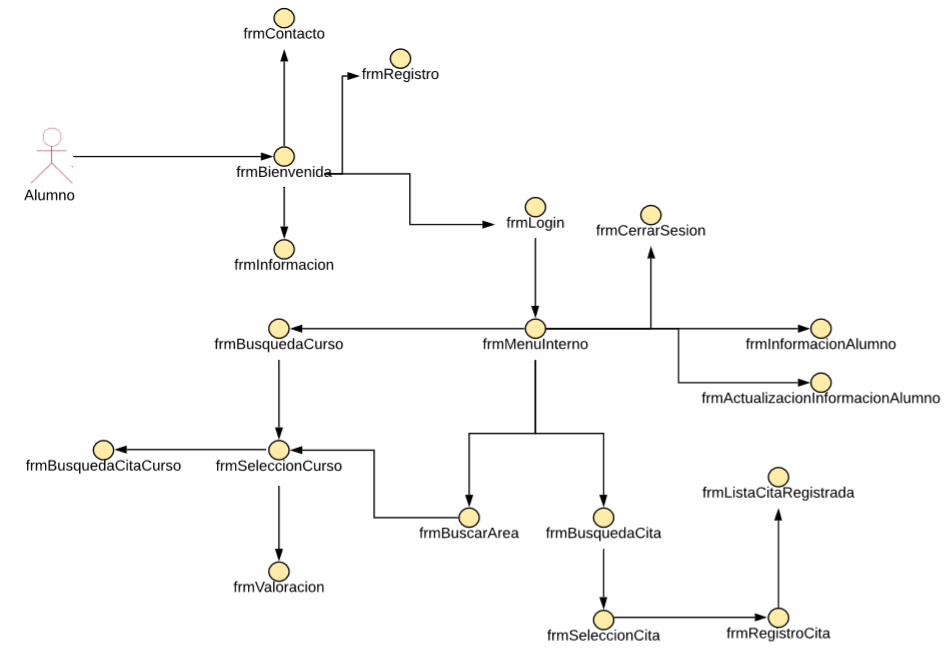 frmContacto
frmRegistro
frmBienvenida
Alumno
frmLogin
frmCerrarSesion
frmInformacion
frmBusquedaCurso
frmMenuInterno
frmInformacionAlumno
frmActualizacionInformacionAlumno
frmBusquedaCitaCurso
frmSeleccionCurso
frmListaCitaRegistrada
frmBuscarArea
frmBusquedaCita
frmValoracion
frmSeleccionCita
frmRegistroCita